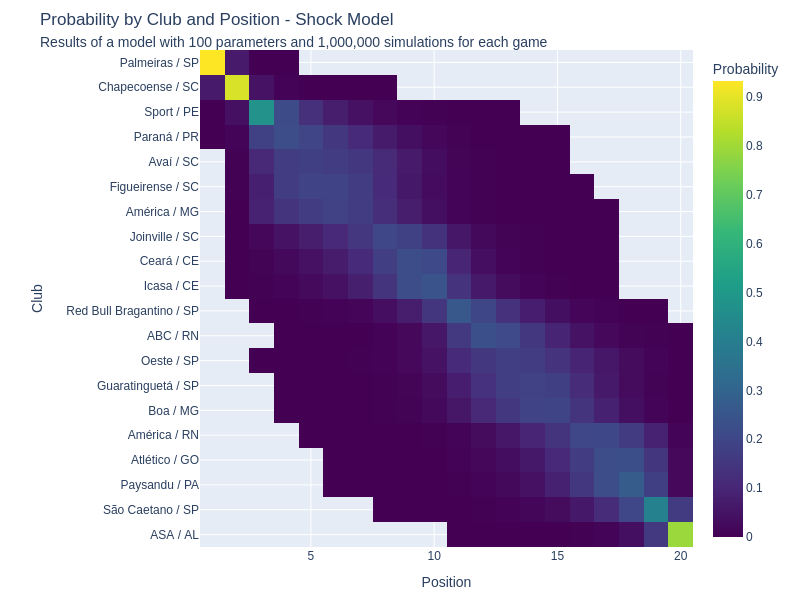 Probability by Club and Position - Shock Model
Results of a model with 100 parameters and 1,000,000 simulations for each game
Probability
Club
Palmeiras / SP
Chapecoense / SC
Sport / PE
Paraná / PR
Avaí / SC
Figueirense / SC
América / MG
Joinville / SC
Ceará / CE
Icasa / CE
Red Bull Bragantino / SP
ABC / RN
Oeste / SP
Guaratinguetá / SP
Boa / MG
América / RN
Atlético / GO
Paysandu / PA
São Caetano / SP
ASA / AL
5
10
15
20
Position
0.9
0.8
0.7
0.6
0.5
0.4
0.3
0.2
0.1
0